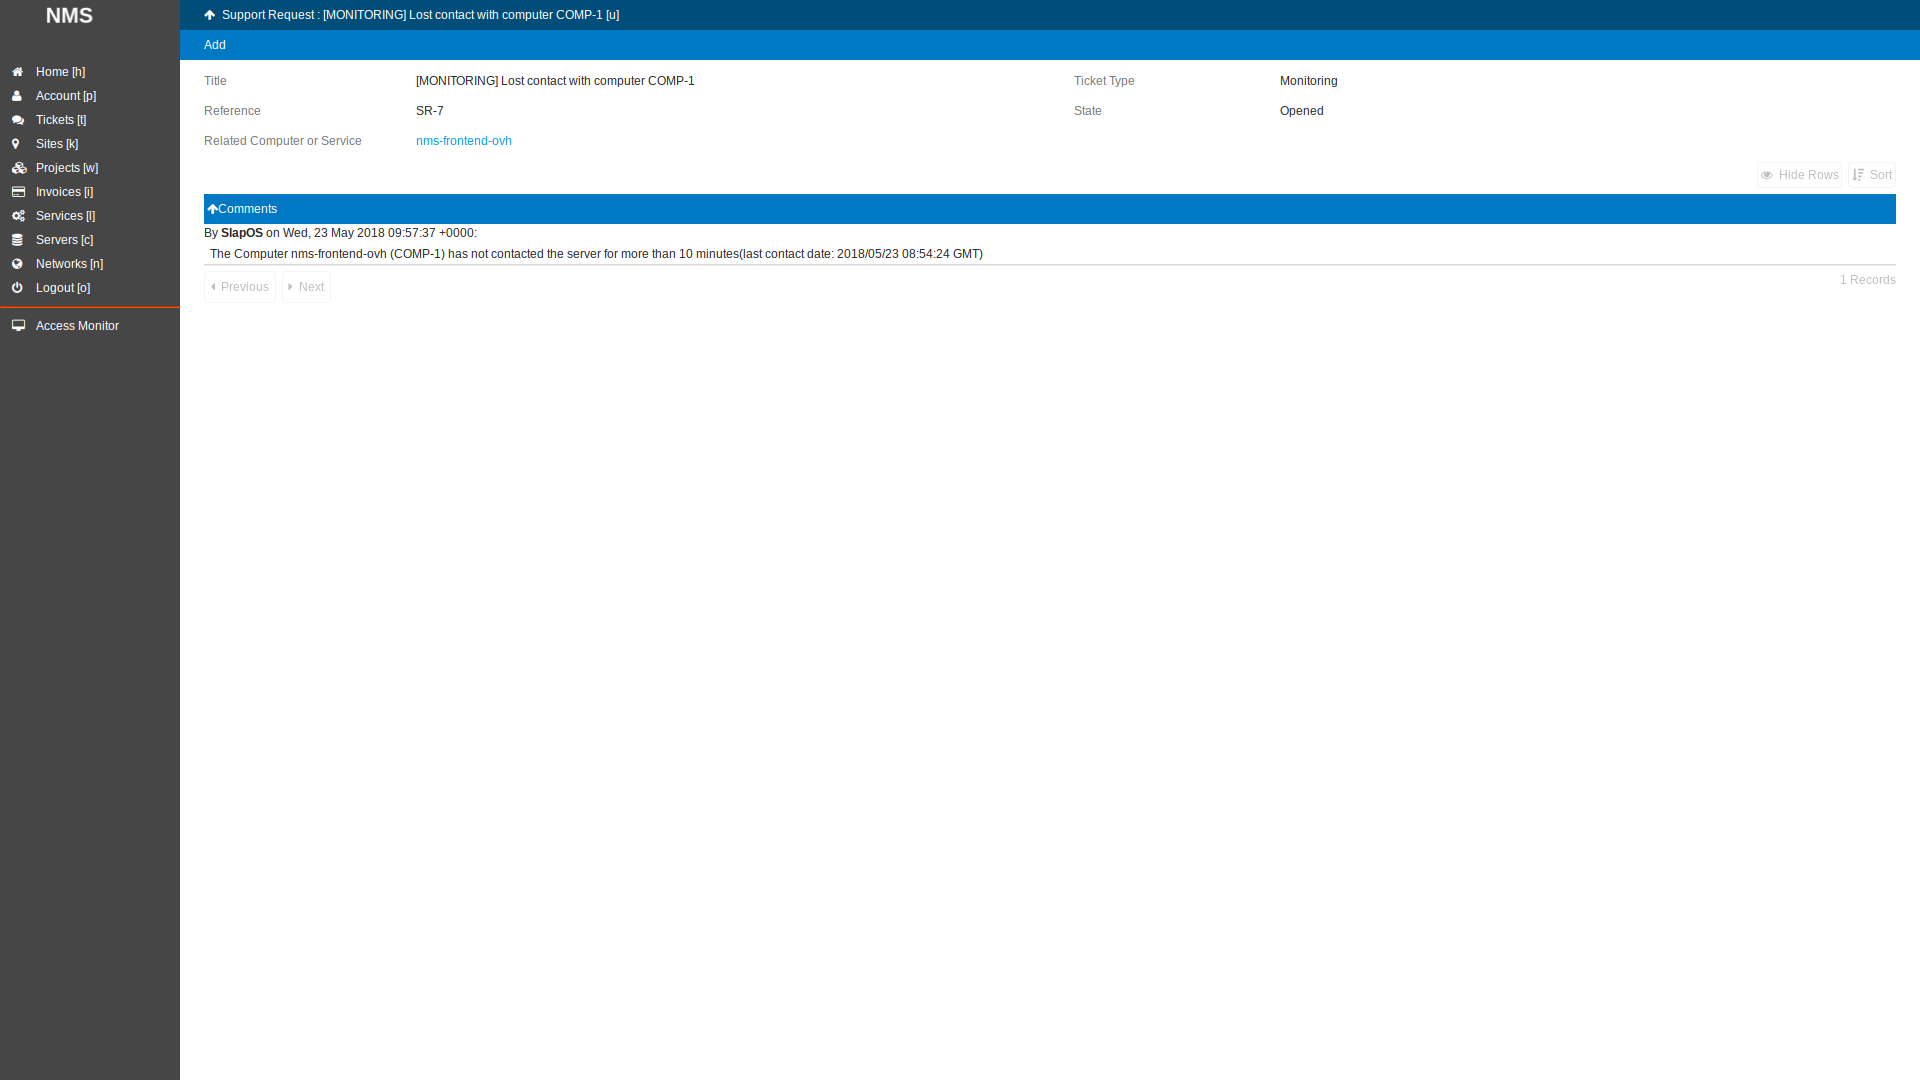 NMS
Home [h]
Account [p]
Tickets [t]
Sites [k]
Projects [w]
Invoices [i]
Services [l]
Servers [c]
Networks [n]
Logout [o]
Access Monitor
Support Request : [MONITORING] Lost contact with computer COMP-1 [u]
Add
Title [MONITORING] Lost contact with computer COMP-1 Ticket Type Monitoring
Reference SR-7 State Opened
Related Computer or Service nms-frontend-ovh
Hide Rows Sort
Comments
By SlapOS on Wed, 23 May 2018 09:57:37 +0000:
The Computer nms-frontend-ovh (COMP-1) has not contacted the server for more than 10 minutes(last contact date: 2018/05/23 08:54:24 GMT)
Previous Next 1 Records